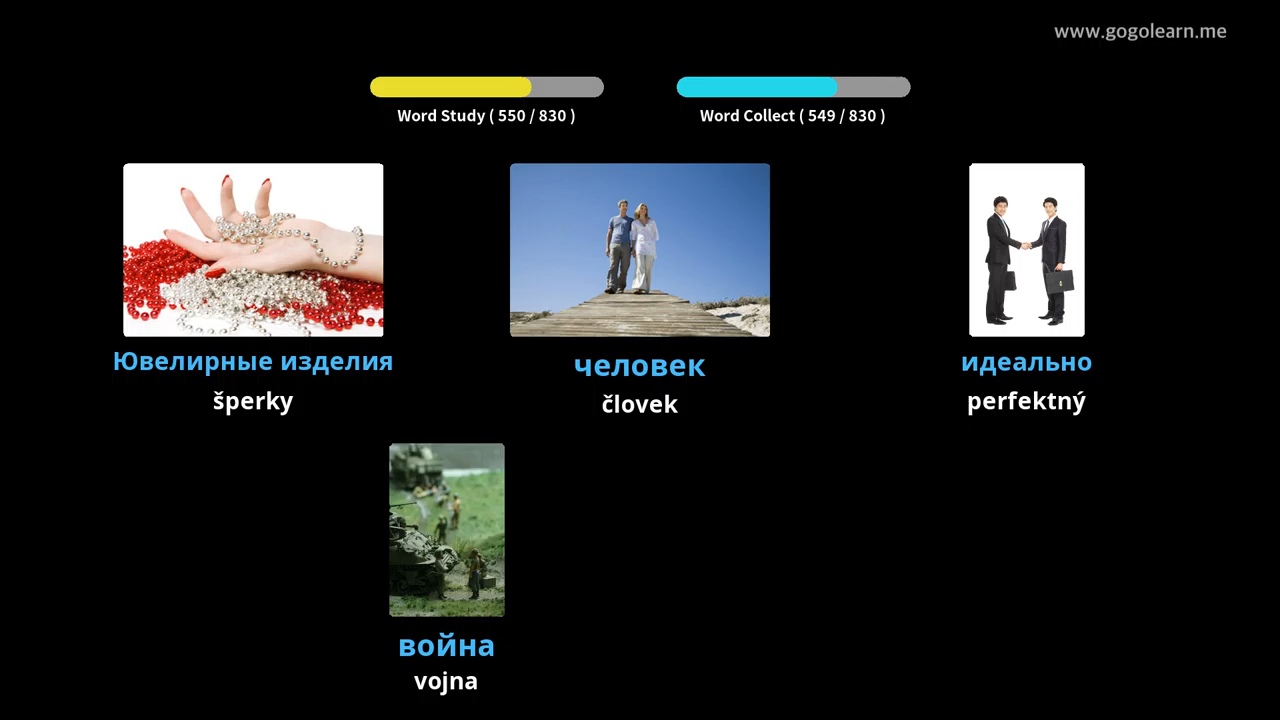 www.gogolearn.me
Word Study ( 550 / 830 )
Word Collect ( 549 / 830 )
Ювелирные изделия
šperky
человек
človek
идеально
perfektný
война
vojna